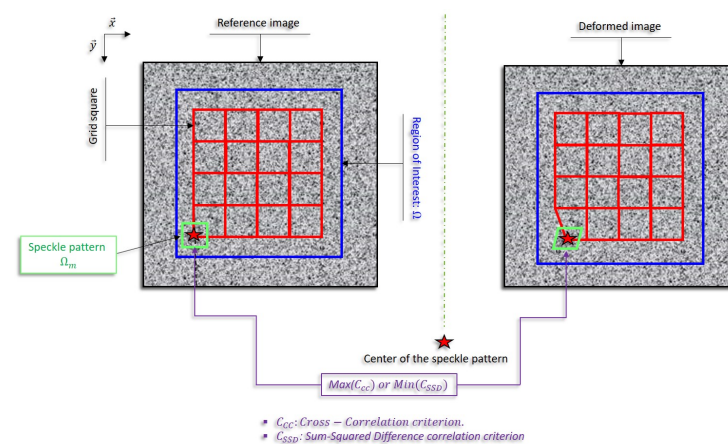 Reference image
Deformed image
x⃗
y⃗
Grid square
Region of Interest: Ω
Speckle pattern
Ω_m
Center of the speckle pattern
Max(C_cc) or Min(C_SSD)
▪ C_CC: Cross − Correlation criterion.
▪ C_SSD: Sum-Squared Difference correlation criterion